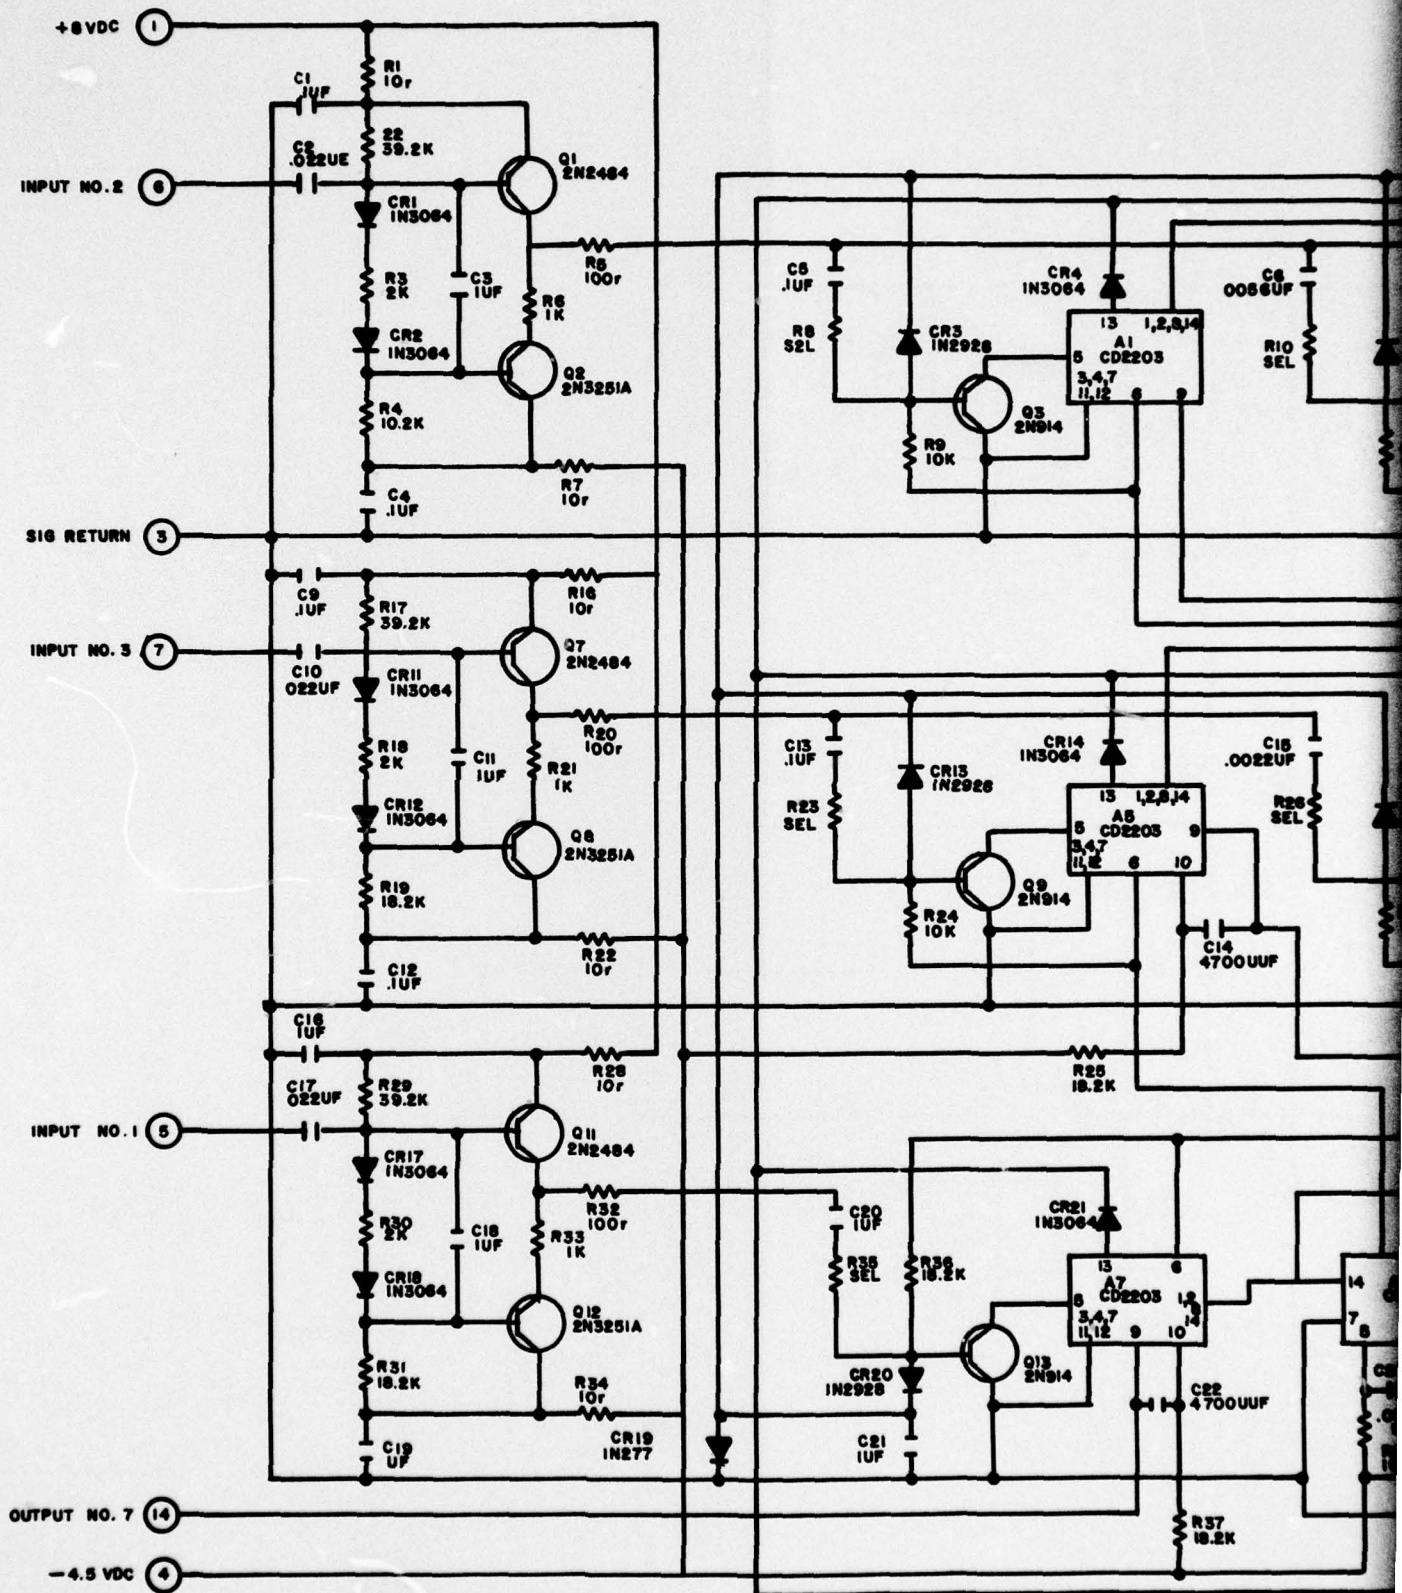 +8 VDC 1
R1
10r
C1
.1UF
22
39.2K
C2
.022UE
INPUT NO.2 6
CR1
1N3064
Q1
2N2484
R3
2K
C3
.1UF
R5
100r
R6
1K
CR2
1N3064
Q2
2N3251A
R4
10.2K
R7
10r
C4
.1UF
SIG RETURN 3
C5
.1UF
R8
S2L
CR3
1N2926
CR4
1N3064
13 1,2,8,14
A1
CD2203
5
3,4,7
11,12 6 9
Q3
2N914
R9
10K
C6
0056UF
R10
SEL
C9
.1UF
R17
39.2K
R16
10r
INPUT NO. 3 7
C10
022UF
CR11
1N3064
Q7
2N2484
R18
2K
C11
.1UF
R20
100r
R21
1K
CR12
1N3064
Q8
2N3251A
R19
18.2K
R22
10r
C12
.1UF
C13
.1UF
R23
SEL
CR13
1N2926
CR14
1N3064
13 1,2,8,14
A5
CD2203
5 9
3,4,7
11,12 6 10
Q9
2N914
R24
10K
C14
4700UUF
C15
.0022UF
R26
SEL
R25
18.2K
C16
1UF
R28
10r
C17
022UF
R29
39.2K
INPUT NO. 1 5
CR17
1N3064
Q11
2N2484
R30
2K
C18
.1UF
R32
100r
R33
1K
CR18
1N3064
Q12
2N3251A
R31
18.2K
R34
10r
C19
UF
CR19
1N277
C20
1UF
R35
SEL
R36
18.2K
CR20
1N2928
C21
1UF
CR21
1N3064
13 6
A7
CD2203
5 1,2
8
14
3,4,7
11,12 9 10
Q13
2N914
C22
4700UUF
14
7
8
R37
18.2K
OUTPUT NO. 7 14
-4.5 VDC 4